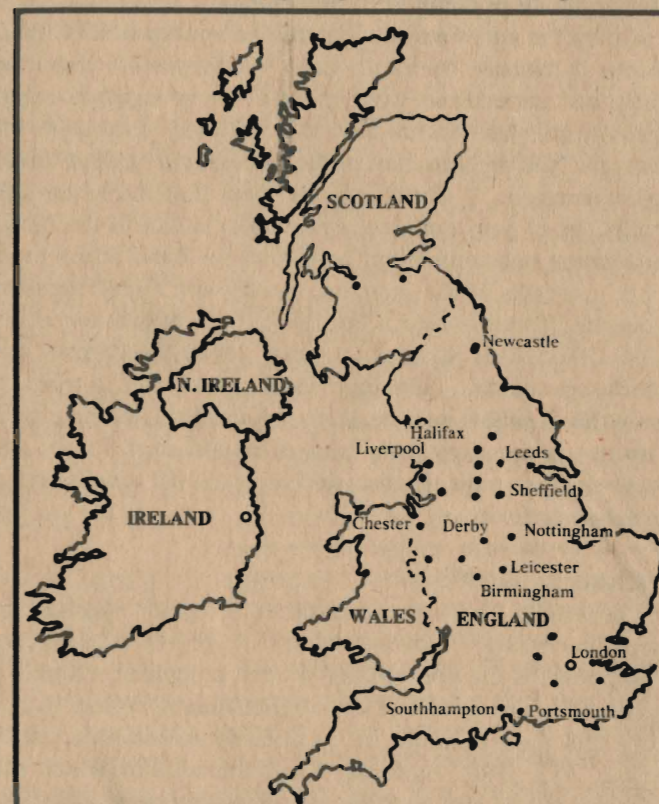 SCOTLAND
Newcastle
N. IRELAND
Halifax
Liverpool
Leeds
Sheffield
IRELAND
Chester
Derby
Nottingham
Leicester
Birmingham
WALES
ENGLAND
London
Southhampton
Portsmouth